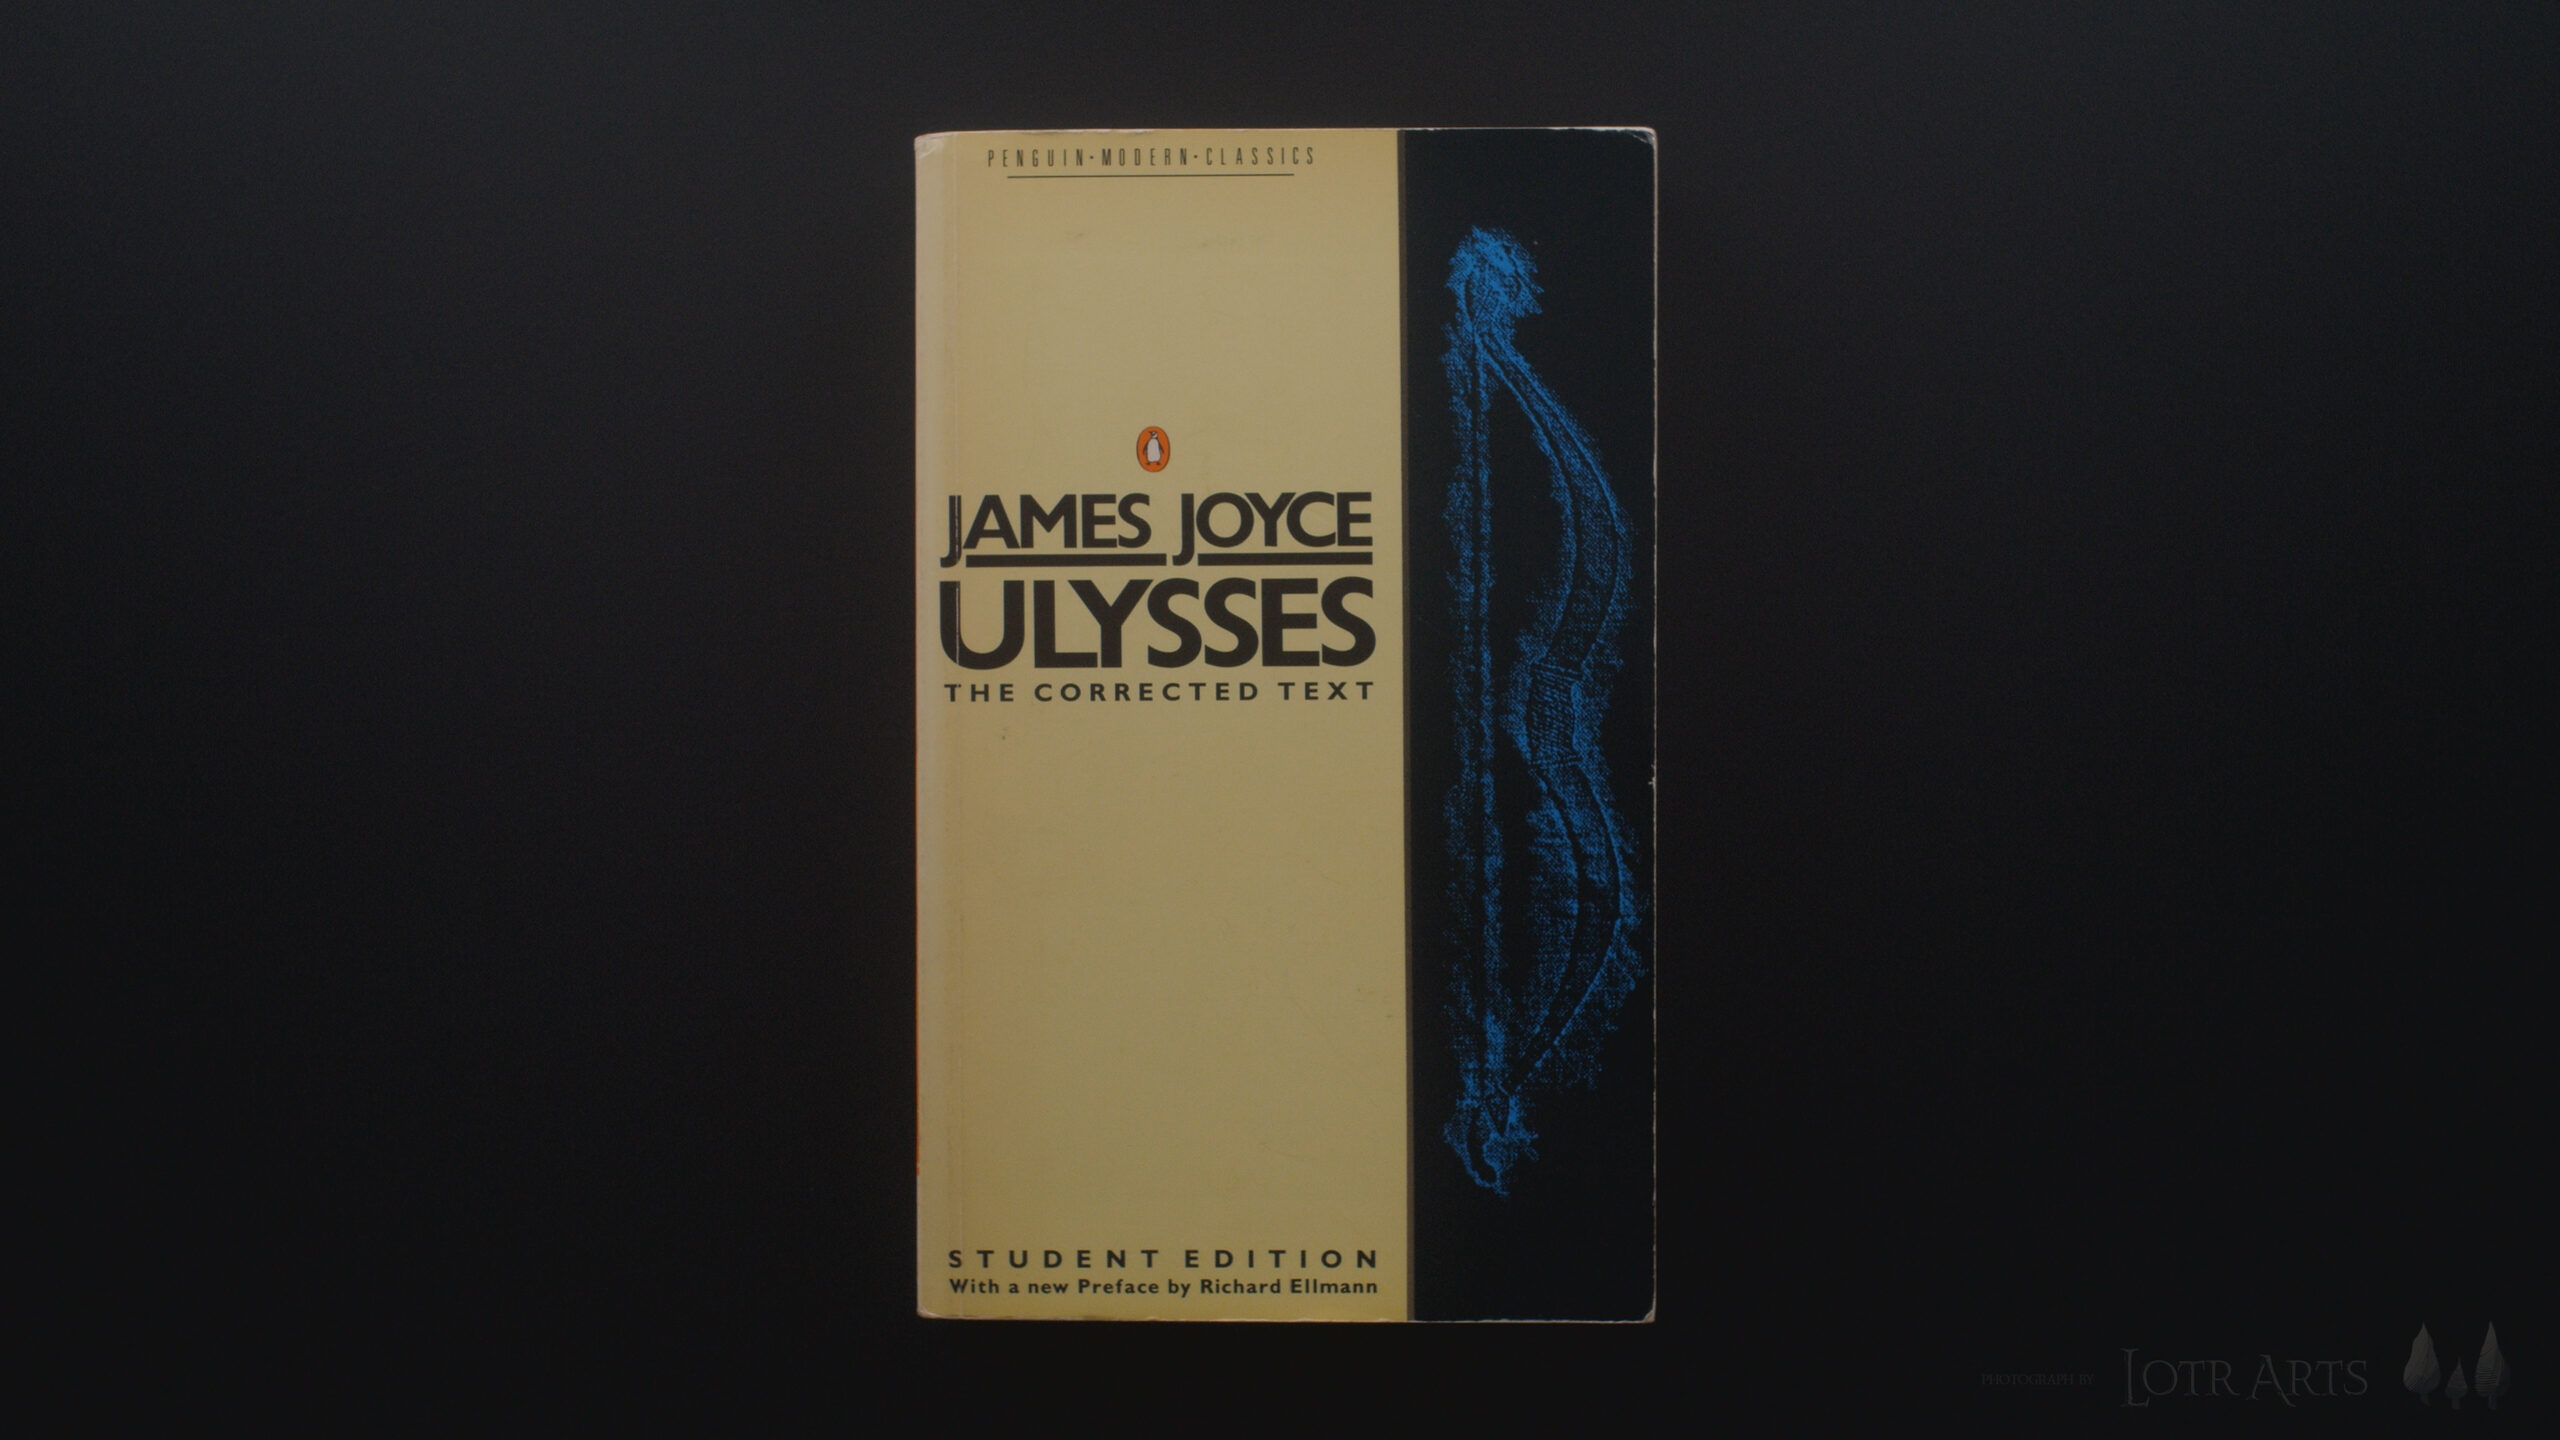 PENGUIN·MODERN·CLASSICS
JAMES JOYCE
ULYSSES
THE CORRECTED TEXT
STUDENT EDITION
With a new Preface by Richard Ellmann
PHOTOGRAPH BY LOTR ARTS